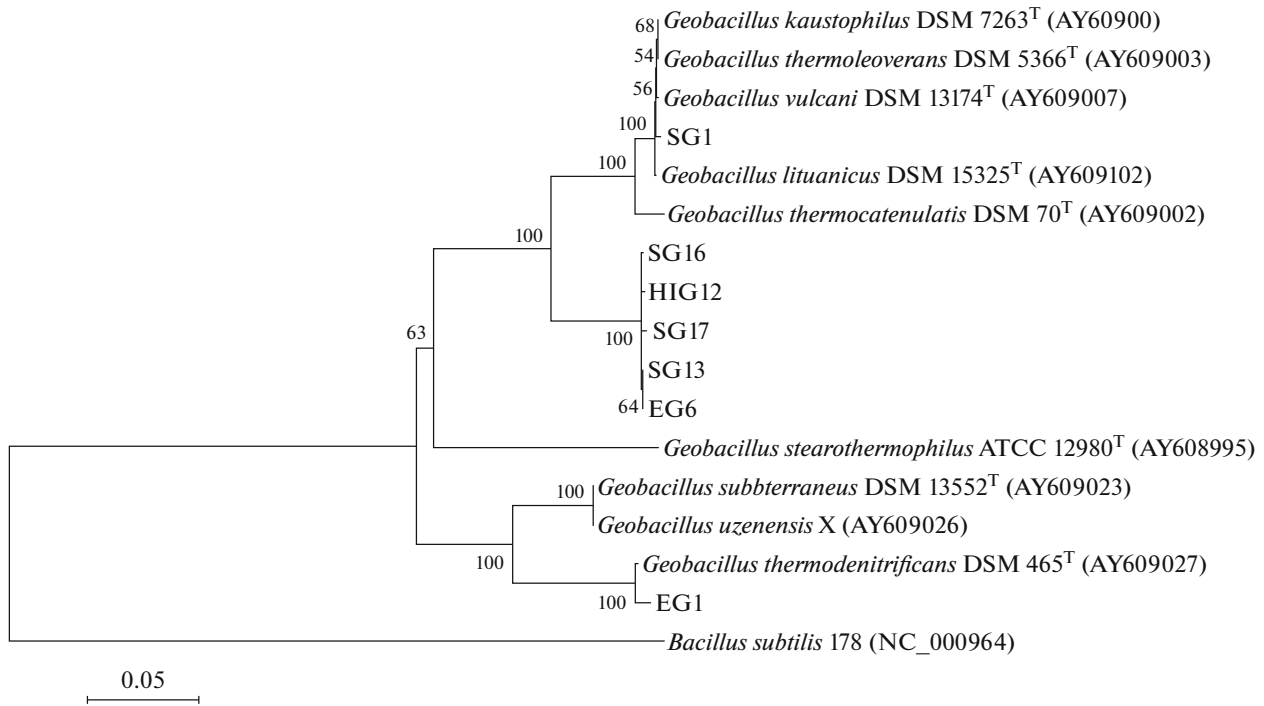 68
Geobacillus kaustophilus DSM 7263ᵀ (AY60900)
54
Geobacillus thermoleoverans DSM 5366ᵀ (AY609003)
56
Geobacillus vulcani DSM 13174ᵀ (AY609007)
100
SG1
100
Geobacillus lituanicus DSM 15325ᵀ (AY609102)
Geobacillus thermocatenulatis DSM 70ᵀ (AY609002)
100
SG16
HIG12
63
SG17
100
SG13
64
EG6
Geobacillus stearothermophilus ATCC 12980ᵀ (AY608995)
100
Geobacillus subbterraneus DSM 13552ᵀ (AY609023)
Geobacillus uzenensis X (AY609026)
100
Geobacillus thermodenitrificans DSM 465ᵀ (AY609027)
100
EG1
Bacillus subtilis 178 (NC_000964)
0.05